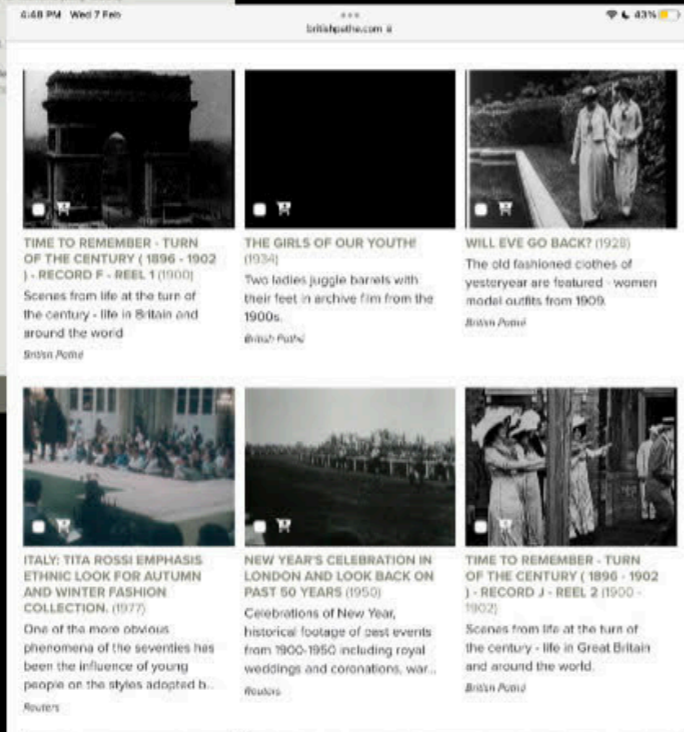 4:48 PM Wed 7 Feb
britishpathe.com
43%
TIME TO REMEMBER - TURN
OF THE CENTURY ( 1896 - 1902
) - RECORD F - REEL 1 (1900)
Scenes from life at the turn of
the century - life in Britain and
around the world
British Pathé
THE GIRLS OF OUR YOUTH!
(1934)
Two ladies juggle barrels with
their feet in archive film from the
1900s.
British Pathé
WILL EVE GO BACK? (1928)
The old fashioned clothes of
yesteryear are featured - women
model outfits from 1909.
British Pathé
ITALY: TITA ROSSI EMPHASIS
ETHNIC LOOK FOR AUTUMN
AND WINTER FASHION
COLLECTION. (1977)
One of the more obvious
phenomena of the seventies has
been the influence of young
people on the styles adopted b...
Reuters
NEW YEAR'S CELEBRATION IN
LONDON AND LOOK BACK ON
PAST 50 YEARS (1950)
Celebrations of New Year,
historical footage of past events
from 1900-1950 including royal
weddings and coronations, war...
Reuters
TIME TO REMEMBER - TURN
OF THE CENTURY ( 1896 - 1902
) - RECORD J - REEL 2 (1900 -
1902)
Scenes from life at the turn of
the century - life in Great Britain
and around the world.
British Pathé